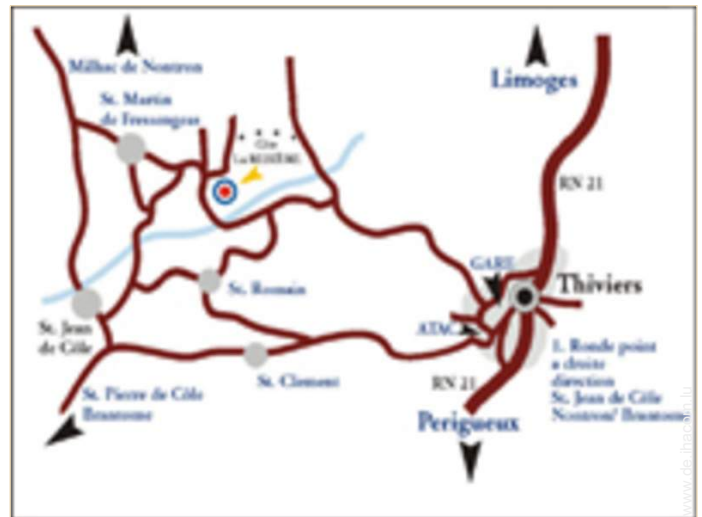 Milhac de Nontron
St. Martin
de Fressengeas
Limoges
Gîte
RN 21
GARE
Thiviers
St. Romain
St. Jean
de Côle
ATAC
1. Ronde point
a droite
direction
St. Jean de Côle
Nontron/ Brantome
St. Clement
RN 21
St. Pierre de Côle
Brantome
Perigueux